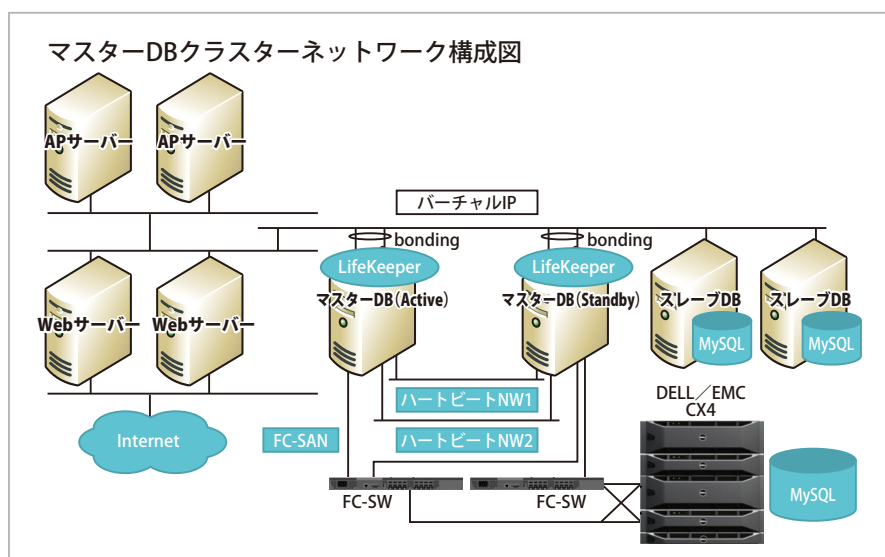 マスターDBクラスターネットワーク構成図
APサーバー
APサーバー
バーチャルIP
bonding
bonding
LifeKeeper
LifeKeeper
マスターDB(Active)
マスターDB(Standby)
スレーブDB
スレーブDB
Webサーバー
Webサーバー
MySQL
MySQL
ハートビートNW1
DELL／EMC
CX4
Internet
FC-SAN
ハートビートNW2
FC-SW
FC-SW
MySQL